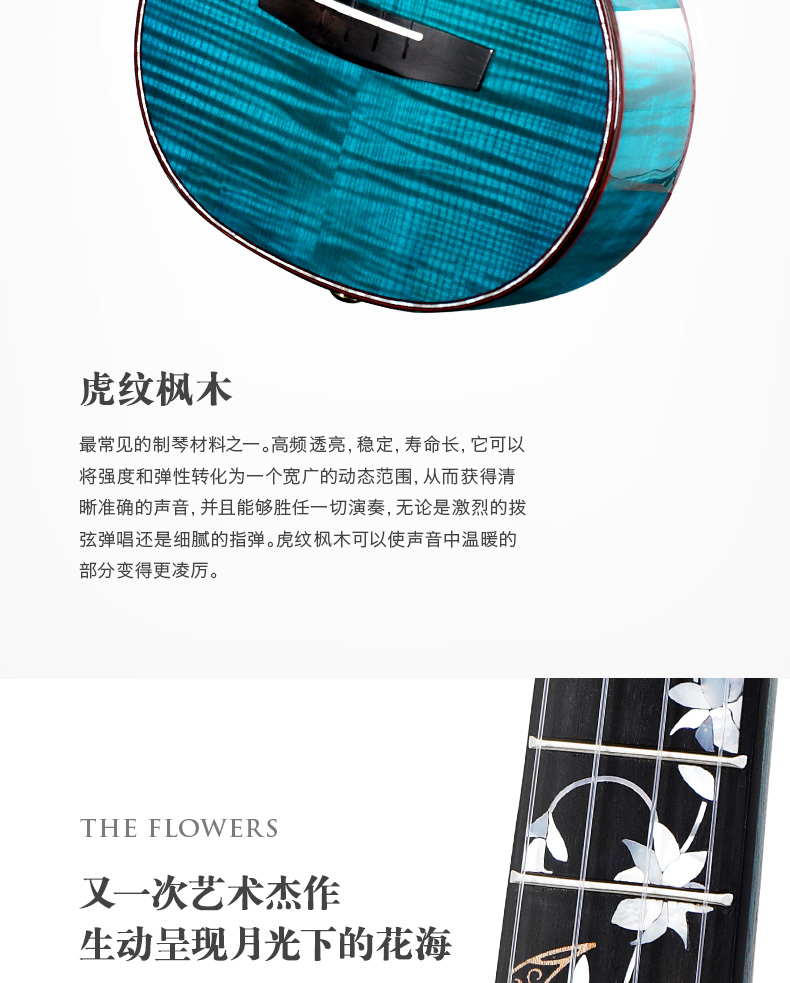 虎纹枫木
最常见的制琴材料之一。高频透亮, 稳定, 寿命长, 它可以
将强度和弹性转化为一个宽广的动态范围, 从而获得清
晰准确的声音, 并且能够胜任一切演奏, 无论是激烈的拨
弦弹唱还是细腻的指弹。虎纹枫木可以使声音中温暖的
部分变得更凌厉。
THE FLOWERS
又一次艺术杰作
生动呈现月光下的花海